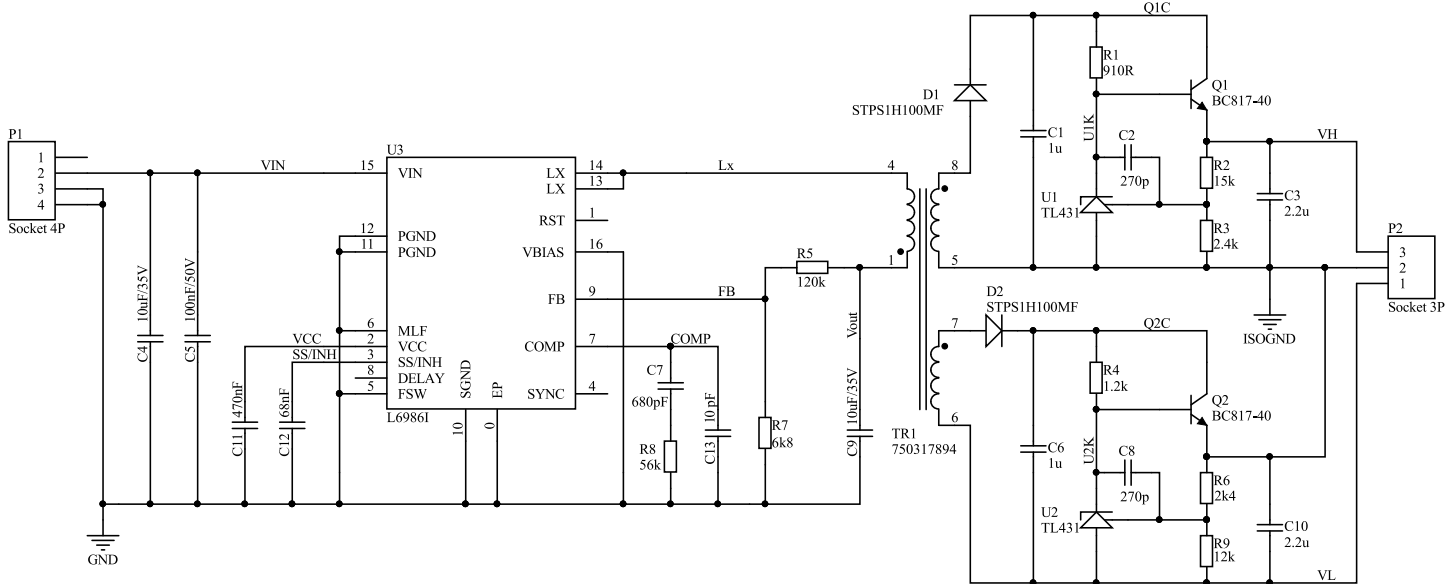 P1
1
2
3
4
Socket 4P
VIN
C4 10uF/35V
C5 100nF/50V
GND
U3
15 VIN
12 PGND
11 PGND
6 MLF
VCC 2 VCC
SS/INH 3 SS/INH
8 DELAY
5 FSW
L6986I
SGND 10
EP 0
LX 14
LX 13
RST 1
VBIAS 16
FB 9
COMP 7
SYNC 4
C11 470nF
C12 68nF
Lx
FB
COMP
C7
680pF
R8
56k
C13 10 pF
R7
6k8
R5
120k
Vout
C9 10uF/35V
4
1
8
5
7
6
TR1
750317894
D1
STPS1H100MF
Q1C
C1
1u
R1
910R
U1K
C2
270p
U1
TL431
Q1
BC817-40
VH
R2
15k
R3
2.4k
C3
2.2u
P2
3
2
1
Socket 3P
ISOGND
D2
STPS1H100MF
Q2C
C6
1u
R4
1.2k
U2K
C8
270p
U2
TL431
Q2
BC817-40
R6
2k4
R9
12k
C10
2.2u
VL